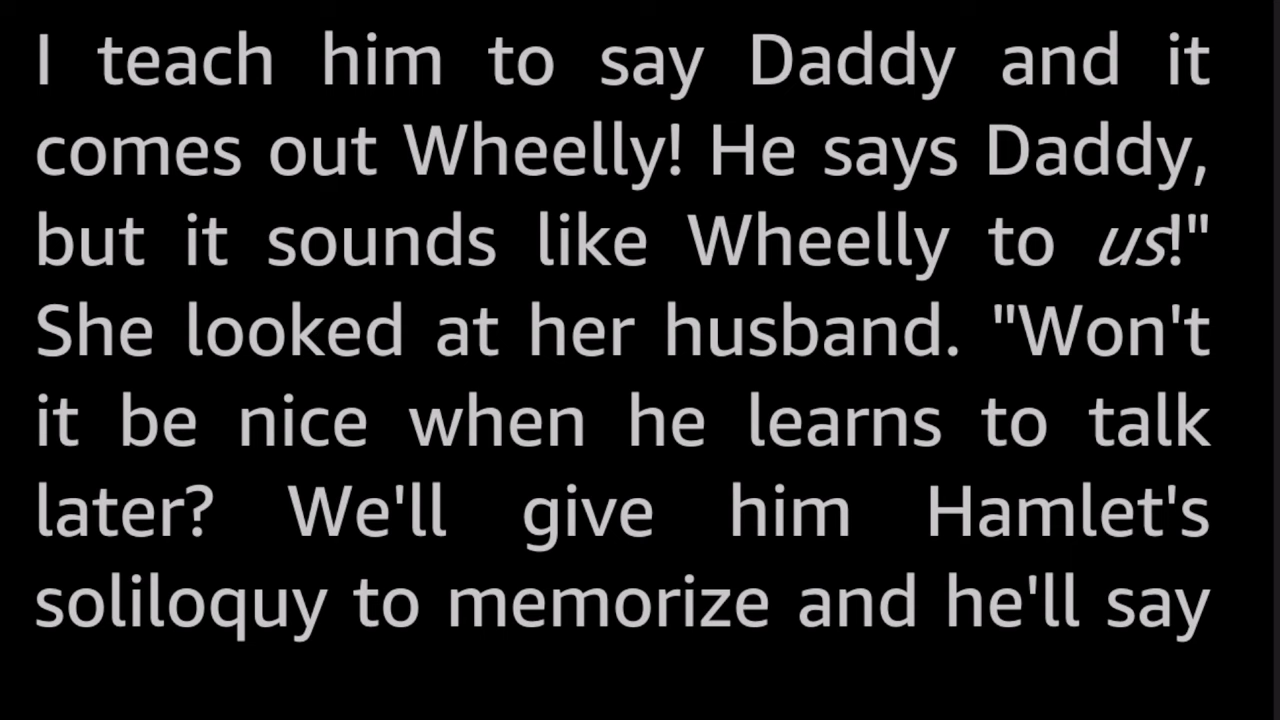 I teach him to say Daddy and it
comes out Wheelly! He says Daddy,
but it sounds like Wheelly to us!"
She looked at her husband. "Won't
it be nice when he learns to talk
later? We'll give him Hamlet's
soliloquy to memorize and he'll say